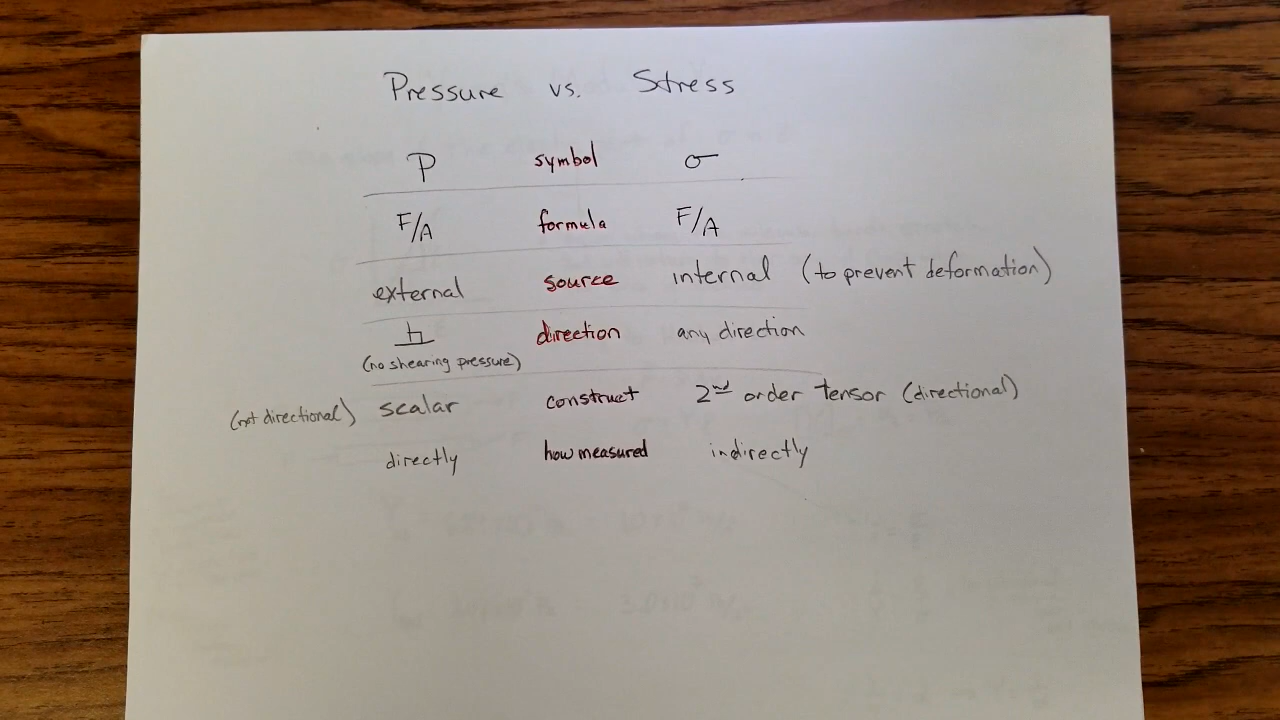 Pressure vs. Stress
P symbol σ
F/A formula F/A
external source internal (to prevent deformation)
⊥ direction any direction
(no shearing pressure)
(not directional) scalar construct 2nd order tensor (directional)
directly how measured indirectly